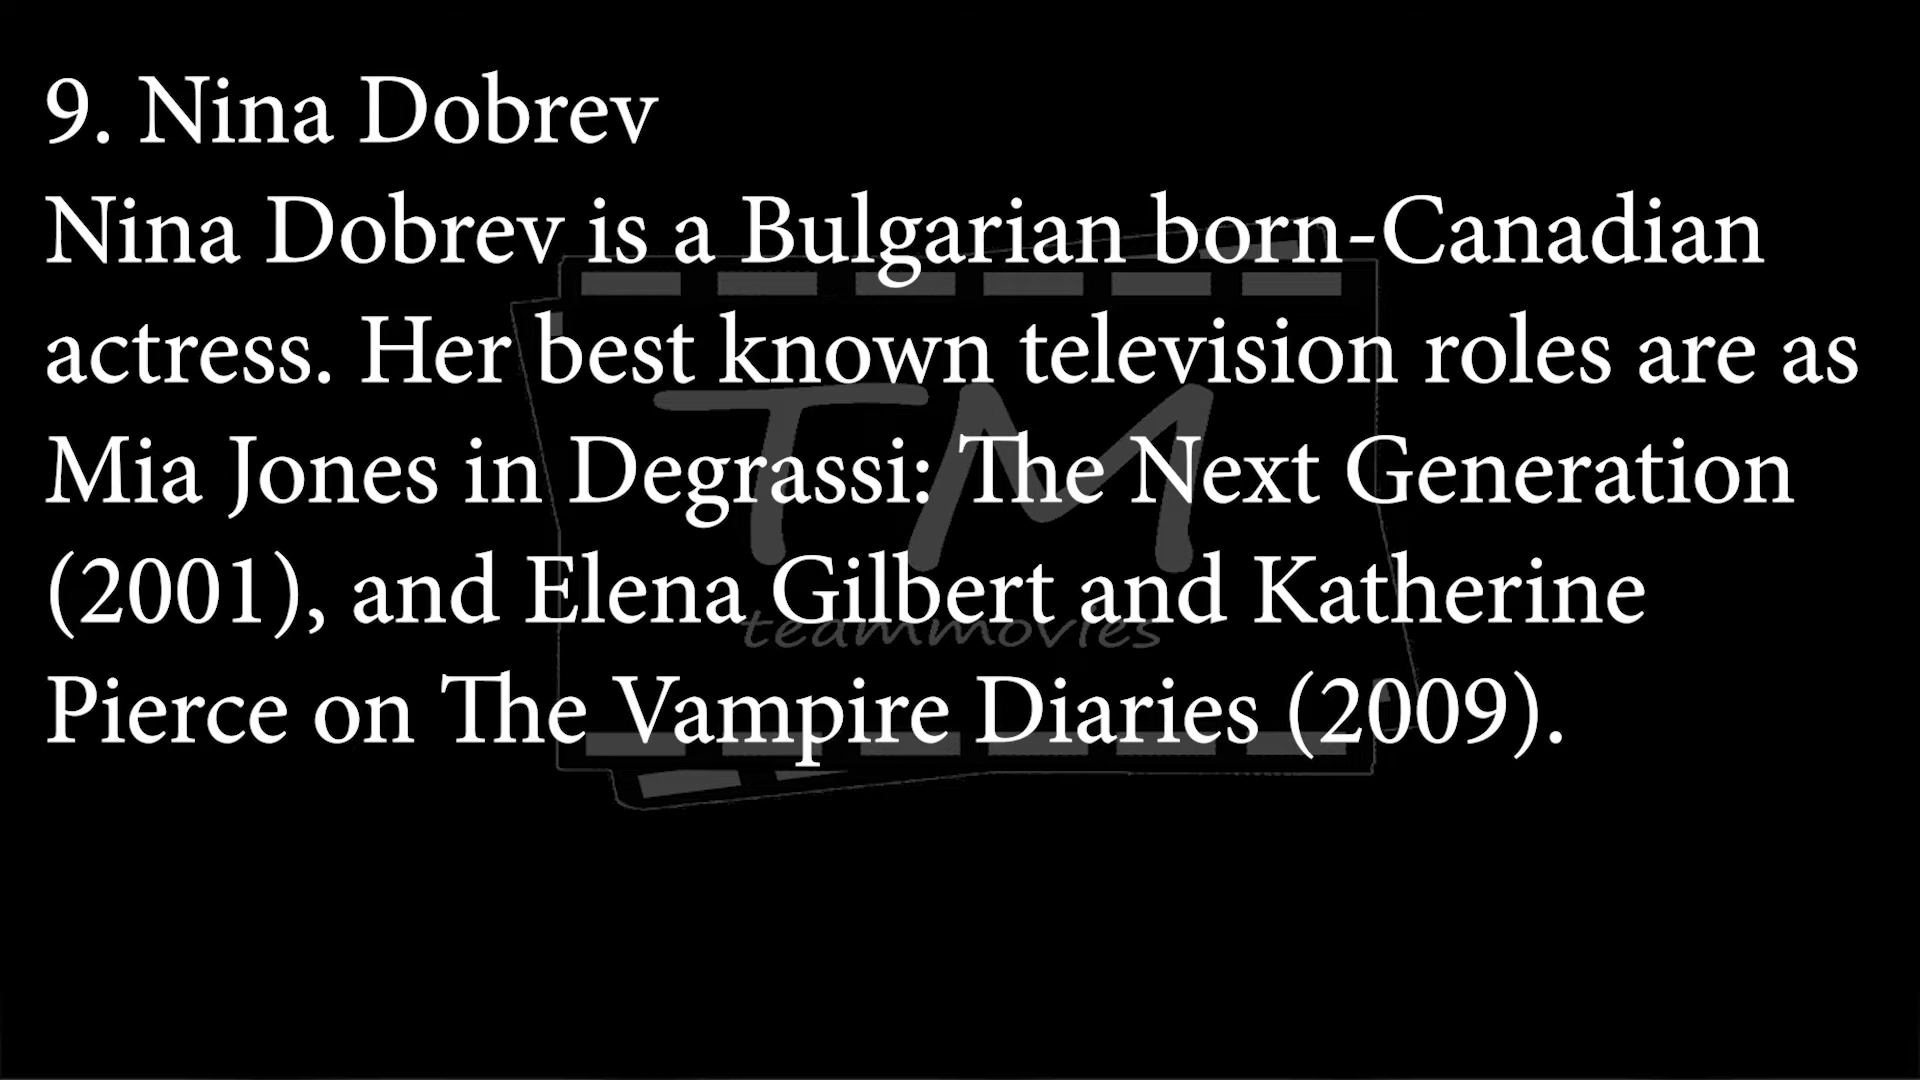 9. Nina Dobrev
Nina Dobrev is a Bulgarian born-Canadian
actress. Her best known television roles are as
Mia Jones in Degrassi: The Next Generation
(2001), and Elena Gilbert and Katherine
Pierce on The Vampire Diaries (2009).
TM
teammovies